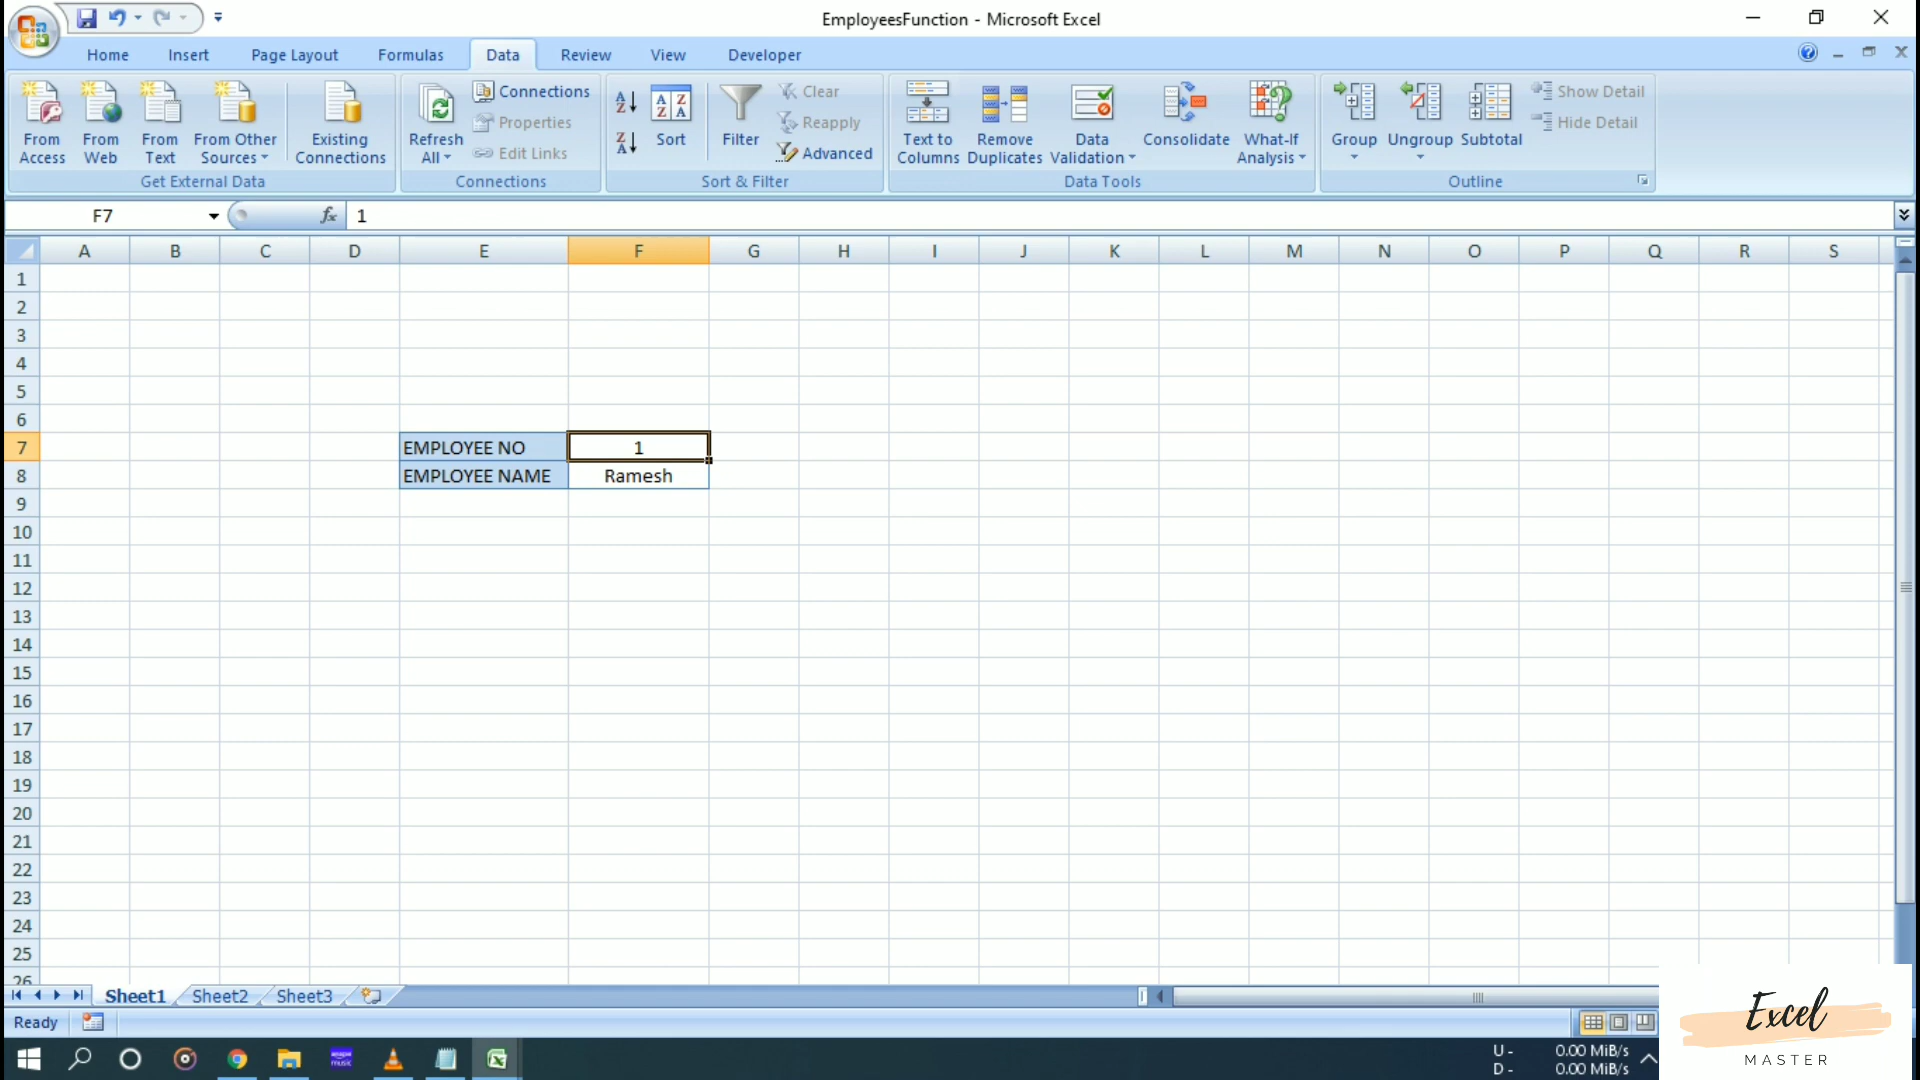 EmployeesFunction - Microsoft Excel
Home Insert Page Layout Formulas Data Review View Developer
From Access
From Web
From Text
From Other Sources
Existing Connections
Get External Data
Refresh All
Connections
Properties
Edit Links
Connections
Sort
Filter
Clear
Reapply
Advanced
Sort & Filter
Text to Columns
Remove Duplicates
Data Validation
Consolidate
What-If Analysis
Data Tools
Group
Ungroup
Subtotal
Show Detail
Hide Detail
Outline
F7 fx 1
A B C D E F G H I J K L M N O P Q R S
1
2
3
4
5
6
7 EMPLOYEE NO 1
8 EMPLOYEE NAME Ramesh
9
10
11
12
13
14
15
16
17
18
19
20
21
22
23
24
25
26
Sheet1 Sheet2 Sheet3
Ready
U - 0.00 MiB/s
D - 0.00 MiB/s
Excel
MASTER